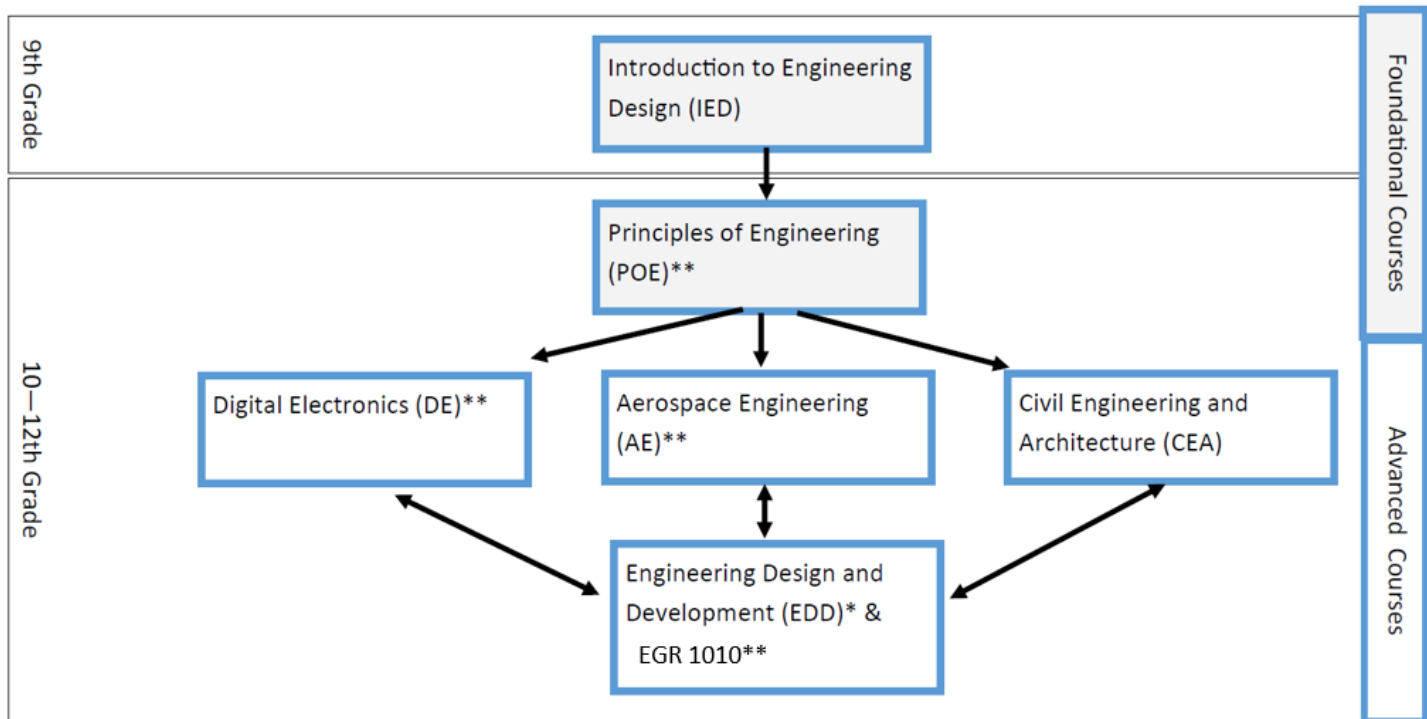 9th Grade
Introduction to Engineering
Design (IED)
Foundational Courses
Principles of Engineering
(POE)**
10—12th Grade
Digital Electronics (DE)**
Aerospace Engineering
(AE)**
Civil Engineering and
Architecture (CEA)
Advanced Courses
Engineering Design and
Development (EDD)* &
EGR 1010**